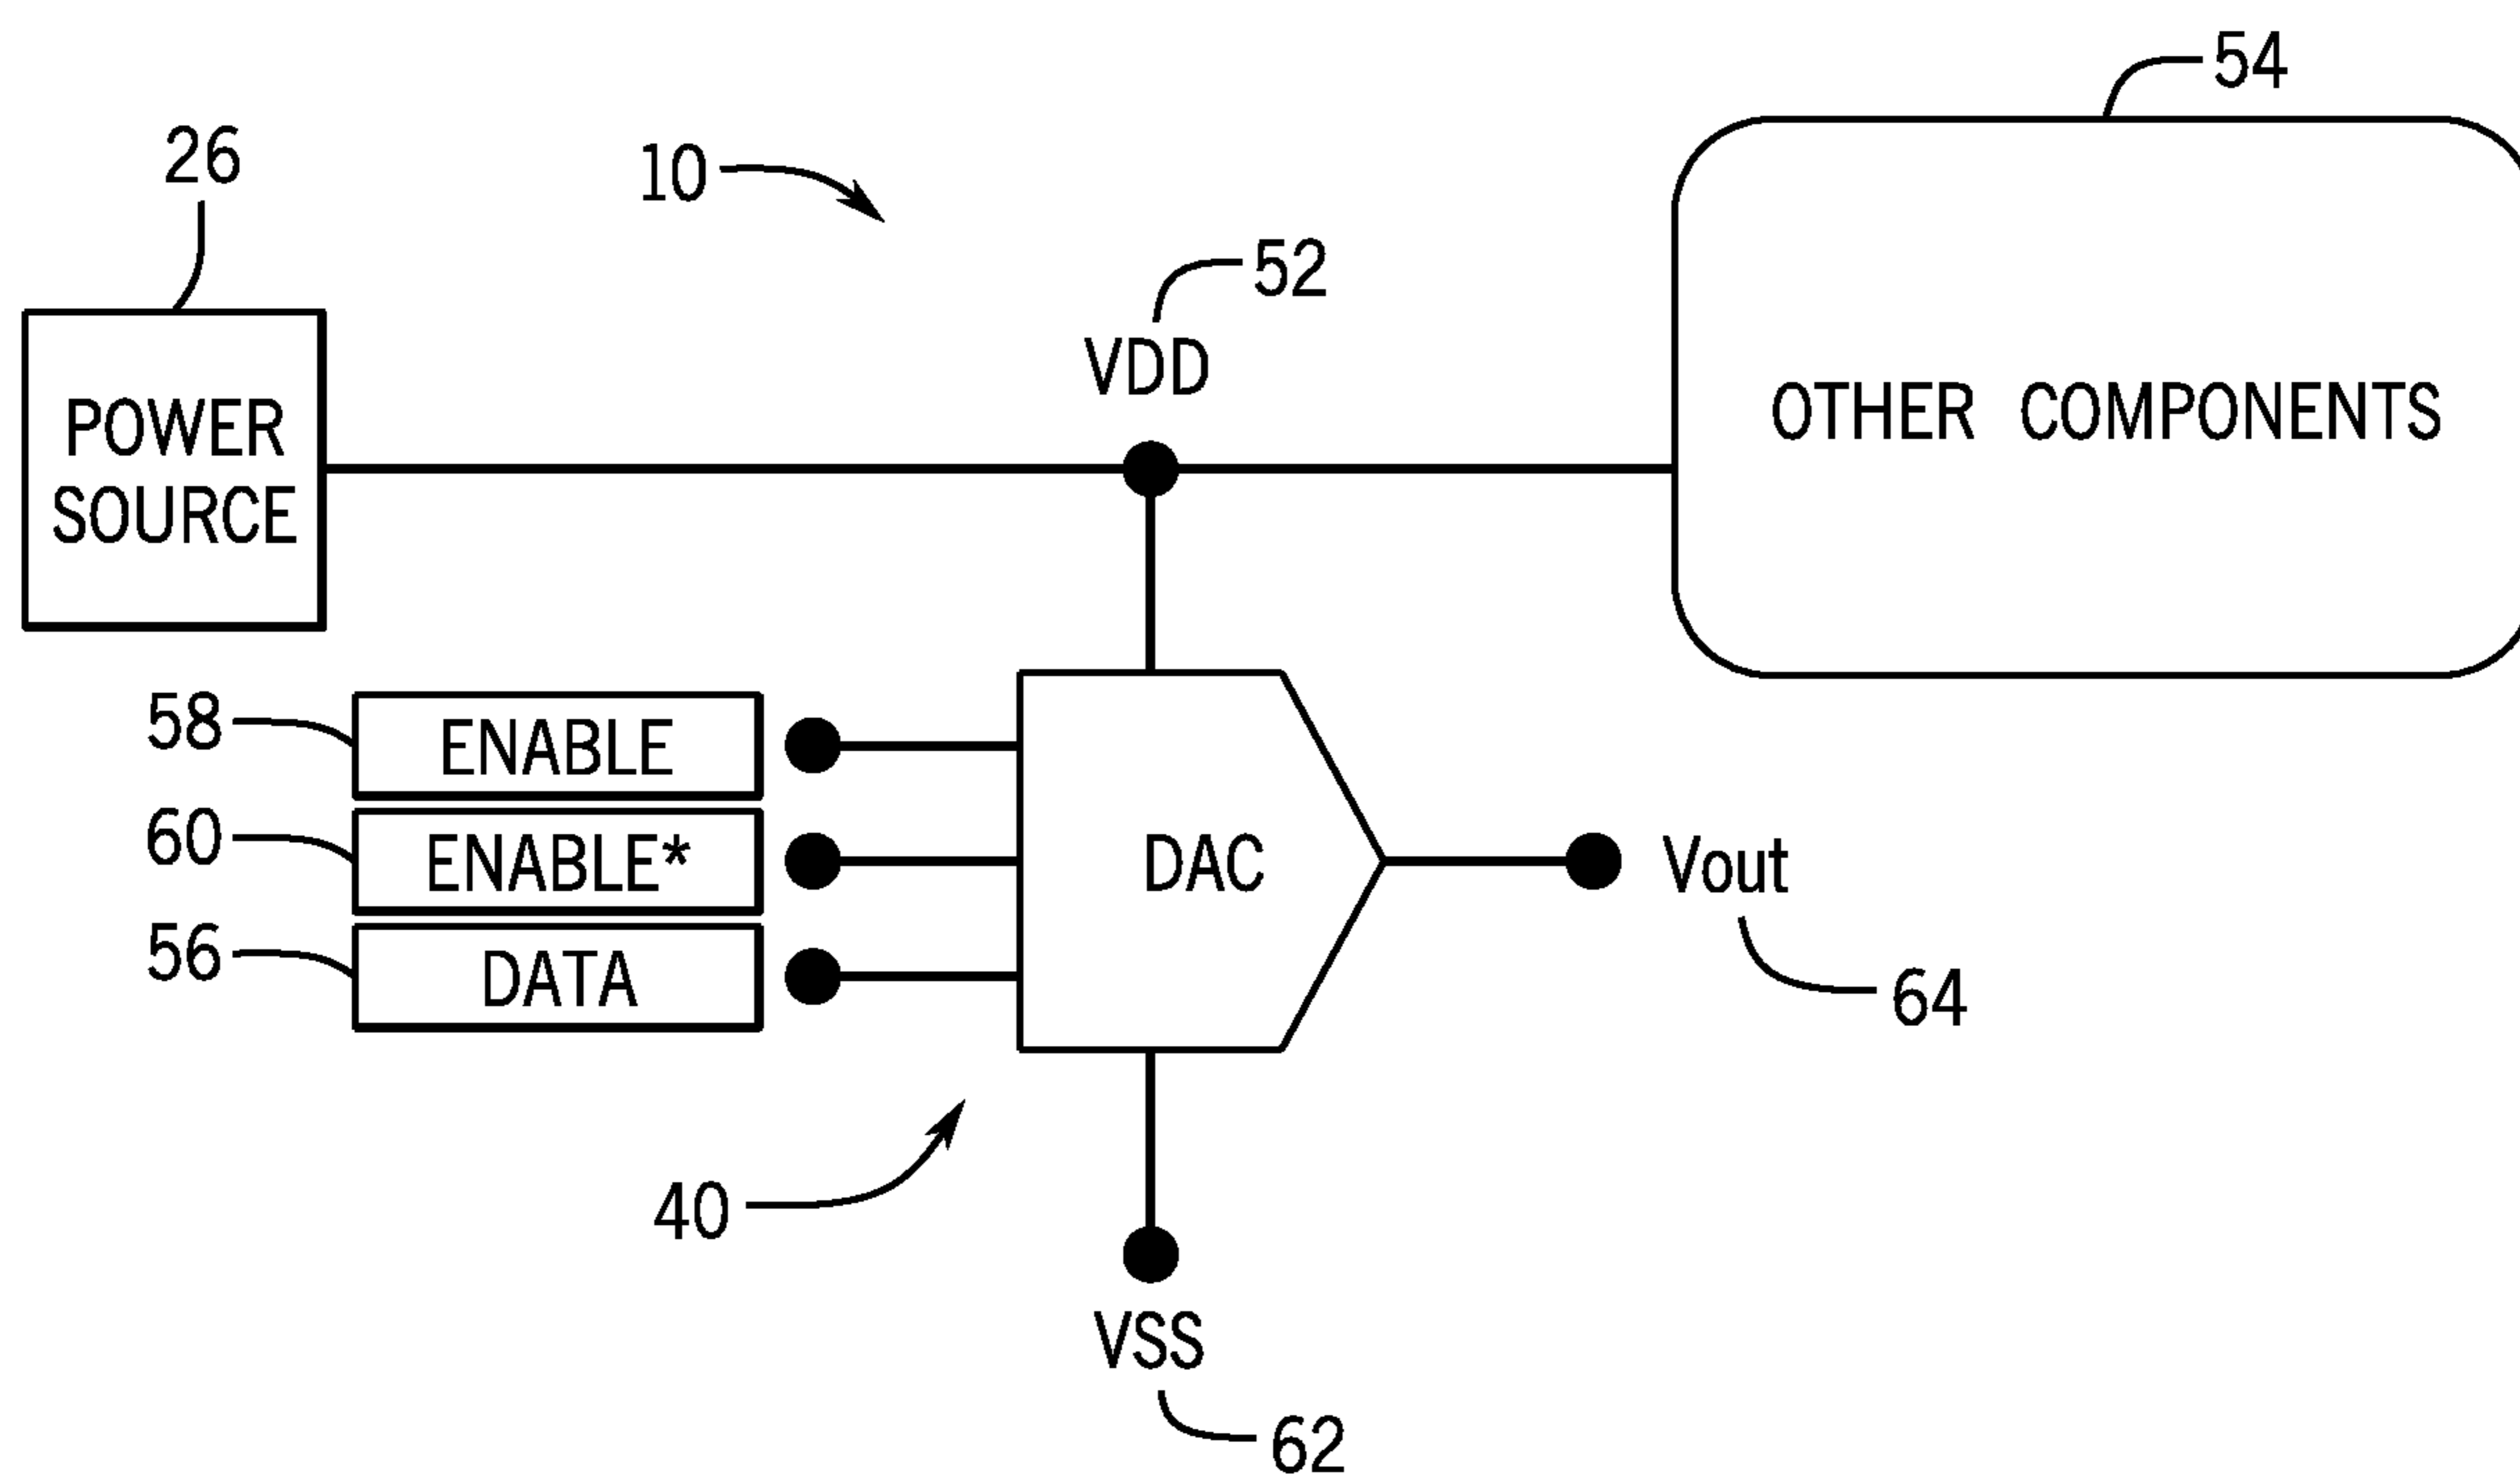 54
26
10
52
VDD
POWER
SOURCE
OTHER COMPONENTS
58
ENABLE
60
ENABLE*
DAC
Vout
56
DATA
64
40
VSS
62